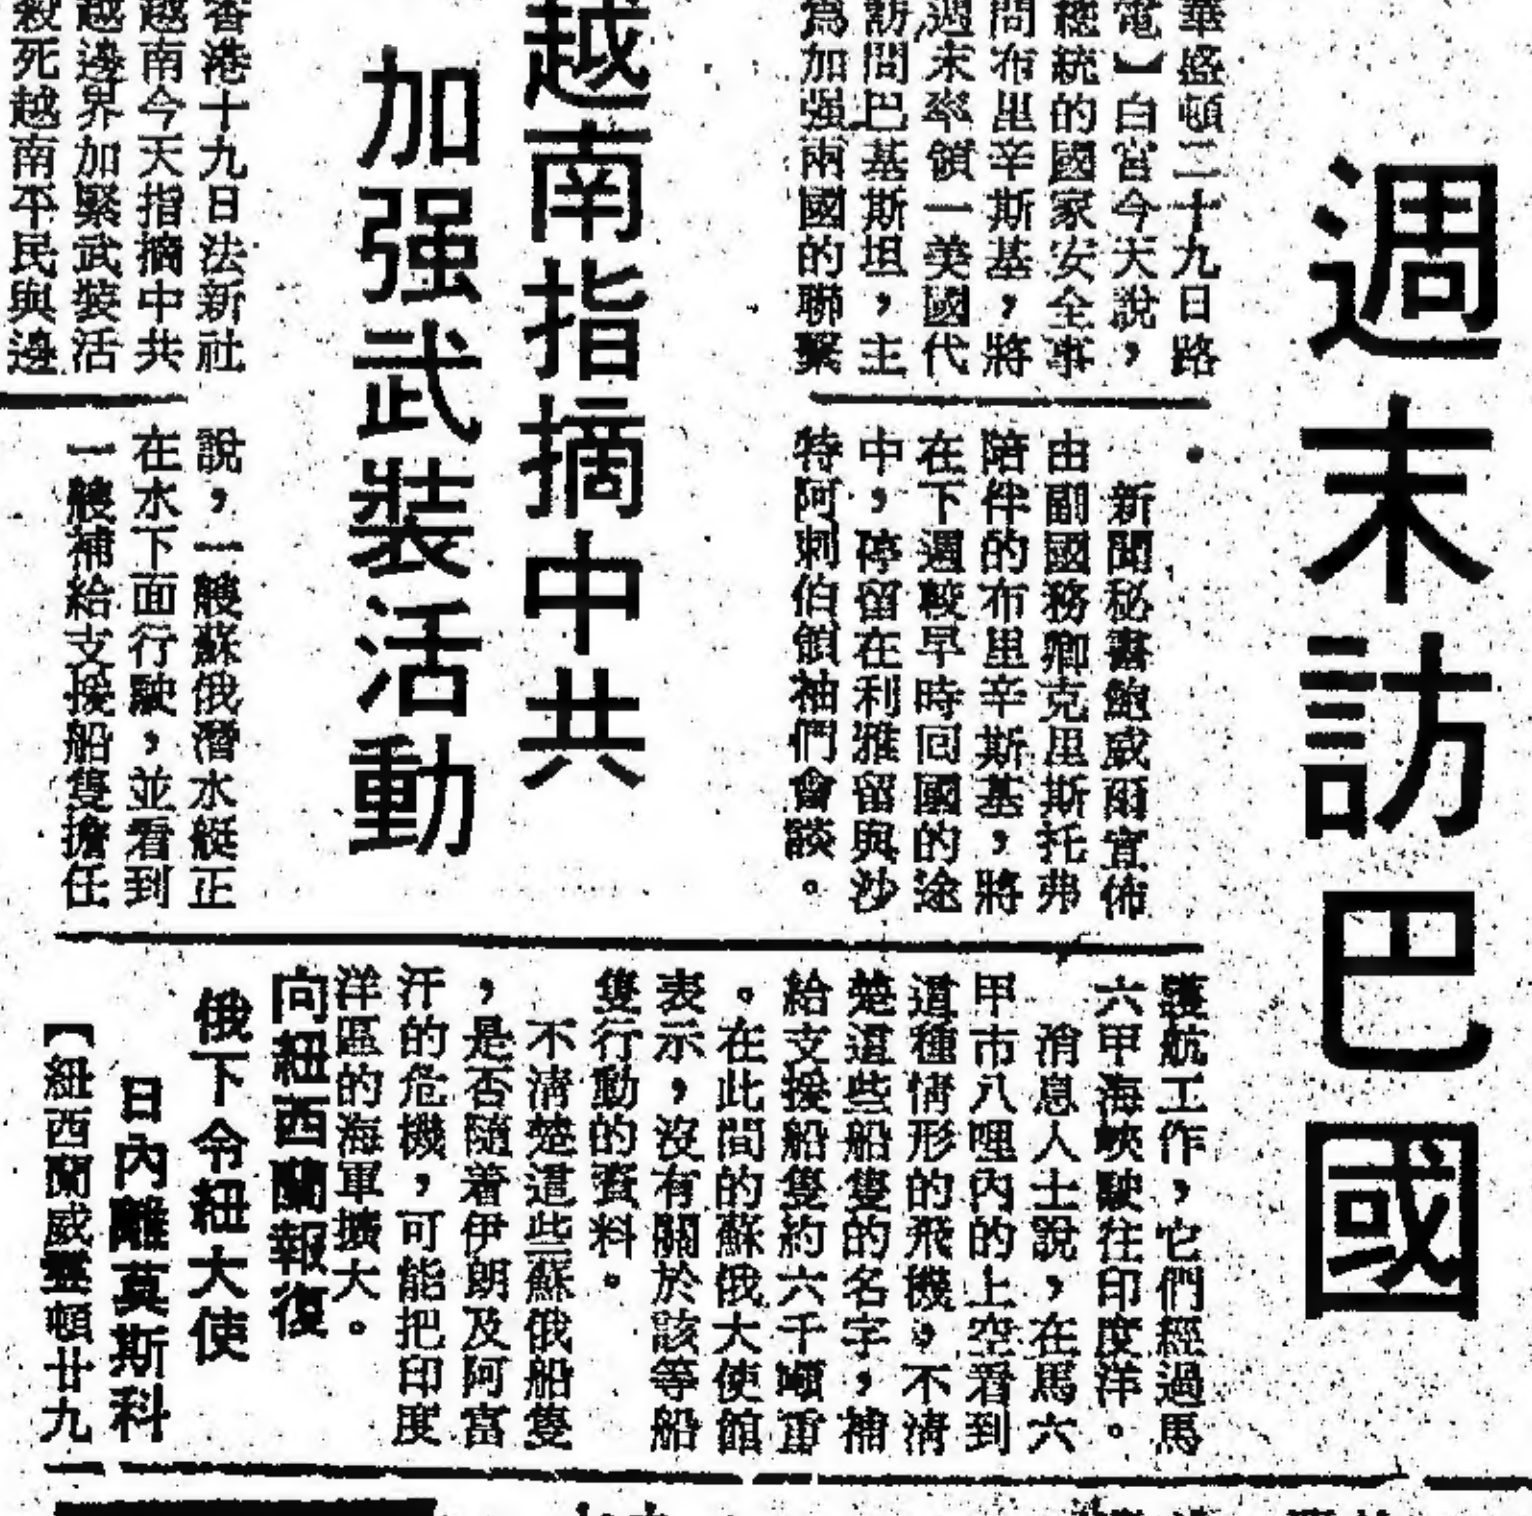 週末訪巴國
華盛頓二十九日路
電】白宮今天說，
總統的國家安全事
問布里辛斯基，將
週末率領一美國代
訪問巴基斯坦，主
為加强兩國的聯繫
新聞秘書鮑威爾宣佈
由副國務卿克里斯托弗
陪伴的布里辛斯基，將
在下週較早時回國的途
中，停留在利雅留與沙
特阿剌伯領袖們會談。
越南指摘中共
加强武裝活動
香港十九日法新社
越南今天指摘中共
越邊界加緊武裝活
殺死越南平民與邊
說，一艘蘇俄潛水艇正
在水下面行駛，並看到
一艘補給支援船隻擔任
護航工作，它們經過馬
六甲海峽駛往印度洋。
消息人士說，在馬六
甲市八哩內的上空看到
這種情形的飛機，不清
楚這些船隻的名字，補
給支援船隻約六千噸重
。在此間的蘇俄大使館
表示，沒有關於該等船
隻行動的資料。
不清楚這些蘇俄船隻
，是否隨着伊朗及阿富
汗的危機，可能把印度
洋區的海軍擴大。
向紐西蘭報復
俄下令紐大使
日內離莫斯科
【紐西蘭威靈頓廿九